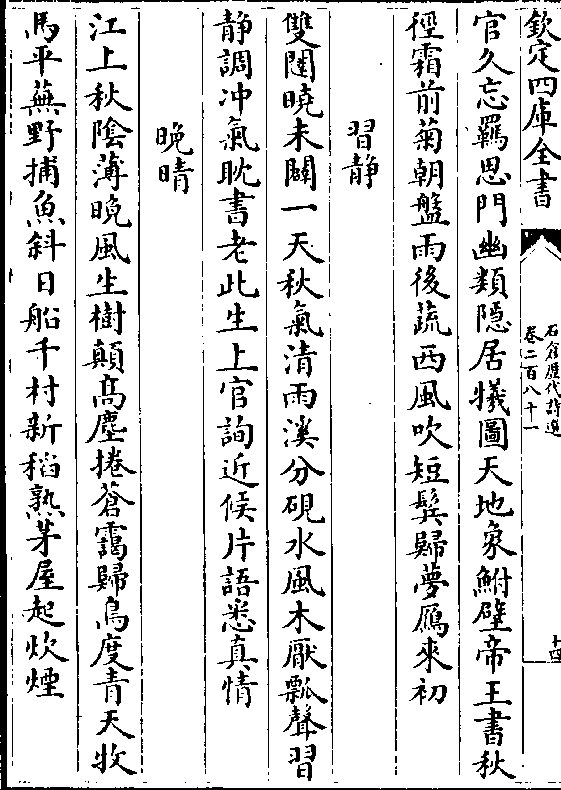 欽定四庫全書
石倉歷代詩選
卷二百八十一
十四
官久忘羈思門幽類隱居犧圖天地象鮒壁帝王書秋
徑霜前菊朝盤雨後蔬西風吹短鬢歸夢鴈來初
習靜
雙闥曉未闢一天秋氣清雨溪分硯水風木厭瓢聲習
靜調冲氣耽書老此生上官詢近候片語悉真情
晚晴
江上秋陰薄晚風生樹顛高塵捲蒼靄歸鳥度青天牧
馬平蕪野捕魚斜日船千村新稻熟茅屋起炊煙